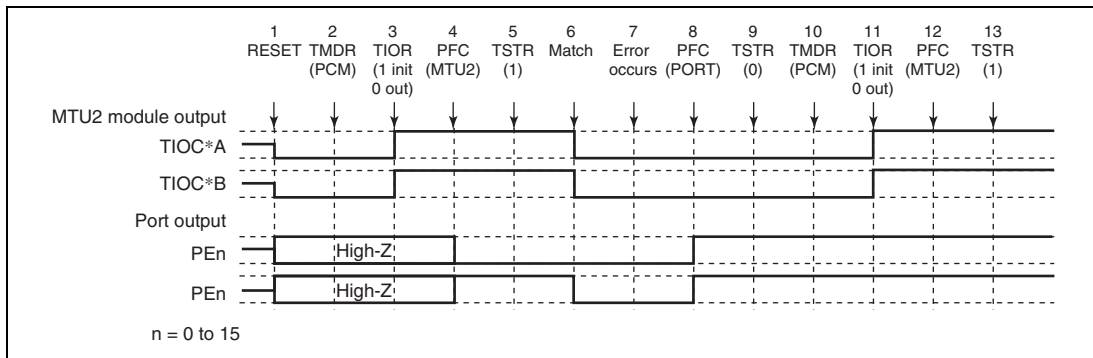 1 2 3 4 5 6 7 8 9 10 11 12 13
RESET TMDR TIOR PFC TSTR Match Error PFC TSTR TMDR TIOR PFC TSTR
(PCM) (1 init (MTU2) (1) occurs (PORT) (0) (PCM) (1 init (MTU2) (1)
0 out) 0 out)
MTU2 module output
TIOC*A
TIOC*B
Port output
PEn High-Z
PEn High-Z
n = 0 to 15